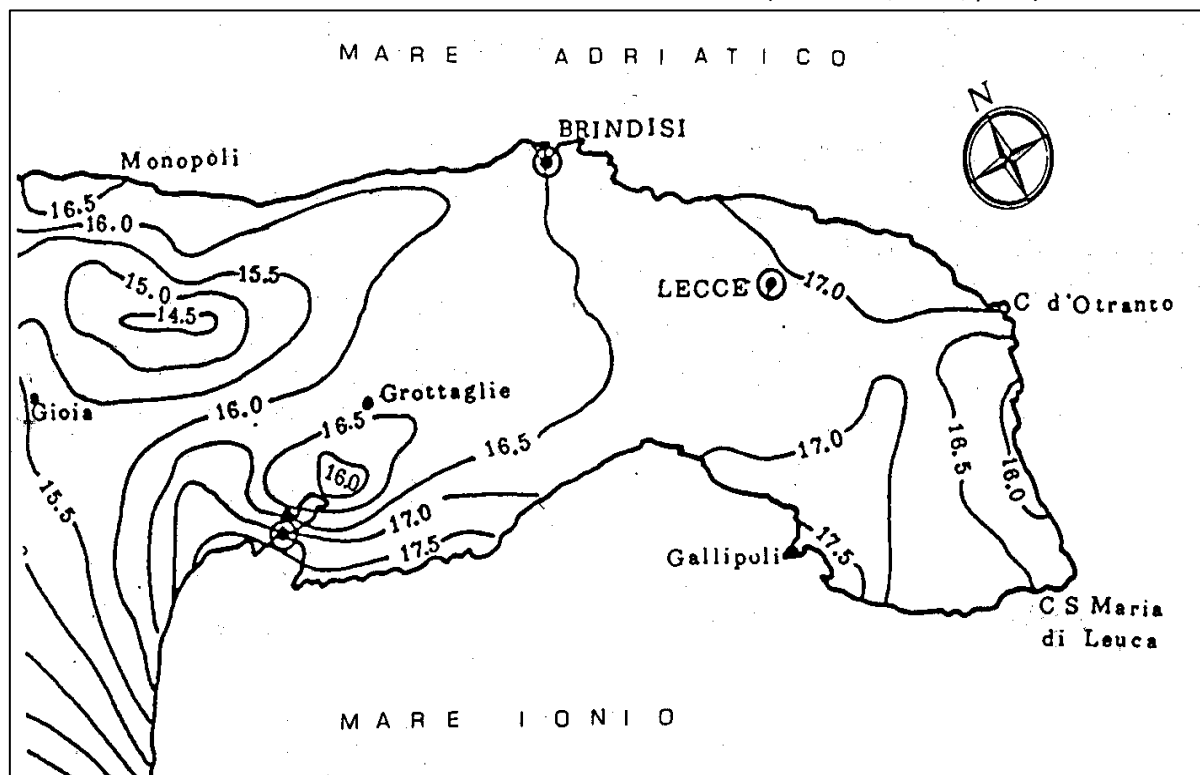 MARE ADRIATICO
N
BRINDISI
Monopoli
16.5
16.0
15.5
15.0
14.5
LECCE
17.0
C d'Otranto
Gioia
Grottaglie
16.0
16.5
16.0
16.5
17.0
17.5
15.5
17.0
16.5
16.0
17.5
Gallipoli
C S Maria
di Leuca
MARE IONIO